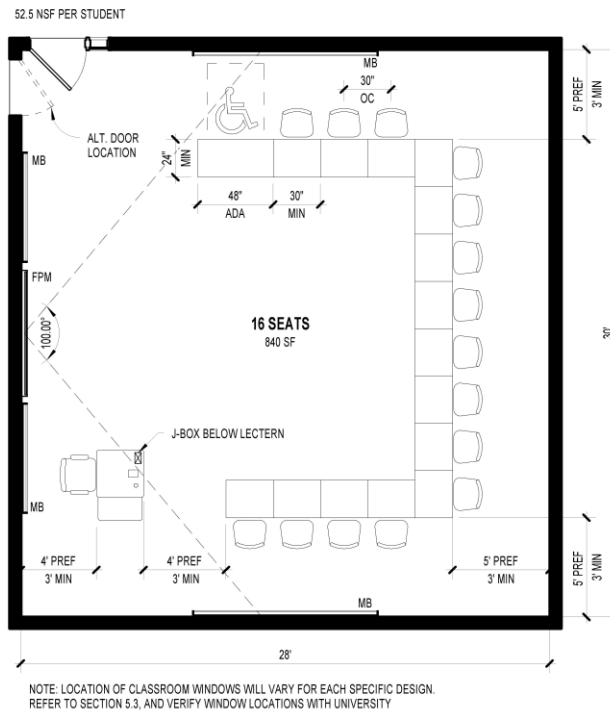 52.5 NSF PER STUDENT
MB
30"
OC
5' PREF
3' MIN
ALT. DOOR
LOCATION
24"
MIN
MB
48"
ADA
30"
MIN
FPM
100.00°
16 SEATS
840 SF
30'
J-BOX BELOW LECTERN
MB
4' PREF
3' MIN
4' PREF
3' MIN
5' PREF
3' MIN
5' PREF
3' MIN
MB
28'
NOTE: LOCATION OF CLASSROOM WINDOWS WILL VARY FOR EACH SPECIFIC DESIGN.
REFER TO SECTION 5.3, AND VERIFY WINDOW LOCATIONS WITH UNIVERSITY